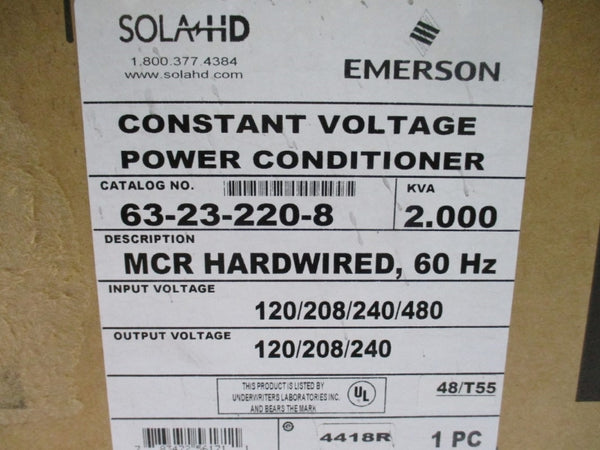 SOLA HD
1.800.377.4384
www.solahd.com
EMERSON
CONSTANT VOLTAGE
POWER CONDITIONER
CATALOG NO.
63-23-220-8
KVA
2.000
DESCRIPTION
MCR HARDWIRED, 60 Hz
INPUT VOLTAGE
120/208/240/480
OUTPUT VOLTAGE
120/208/240
THIS PRODUCT IS LISTED BY
UNDERWRITERS LABORATORIES INC.
AND BEARS THE MARK
UL
48/T55
4418R
1 PC